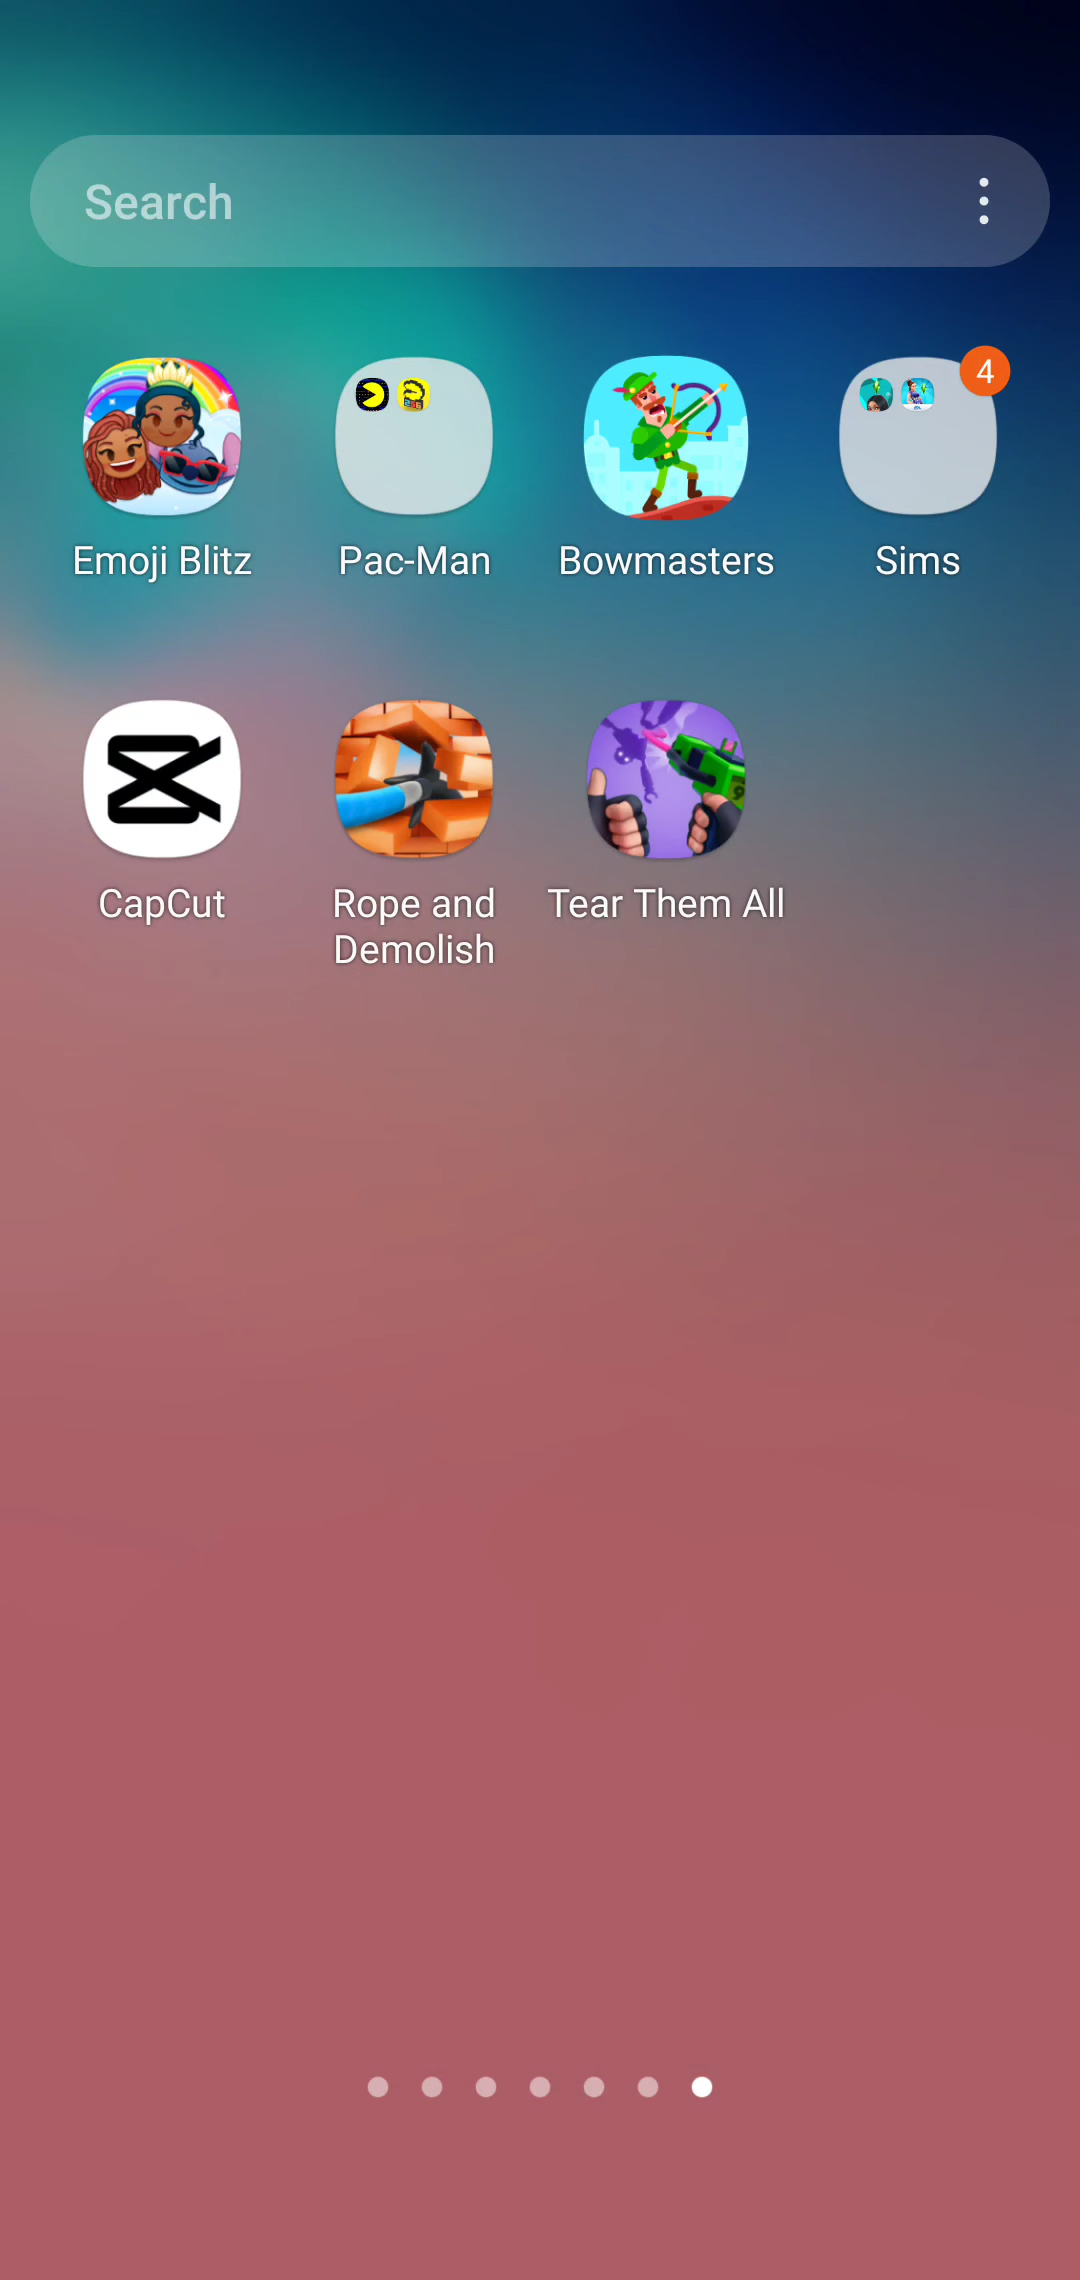 Search
4
Emoji Blitz
Pac-Man
Bowmasters
Sims
CapCut
Rope and
Demolish
Tear Them All